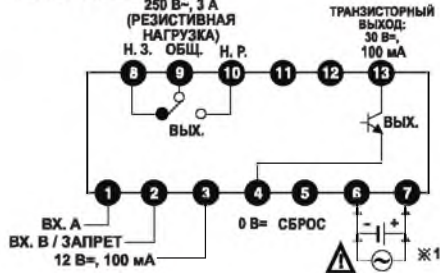 250 В~, 3 А
(РЕЗИСТИВНАЯ
НАГРУЗКА)
Н. З. ОБЩ. Н. Р.
ТРАНЗИСТОРНЫЙ
ВЫХОД:
30 В=,
100 мА
8 9 10 11 12 13
ВЫХ.
ВЫХ.
1 2 3 4 5 6 7
ВХ. А
ВХ. В / ЗАПРЕТ
12 В=, 100 мА
0 В= СБРОС
- +
※1